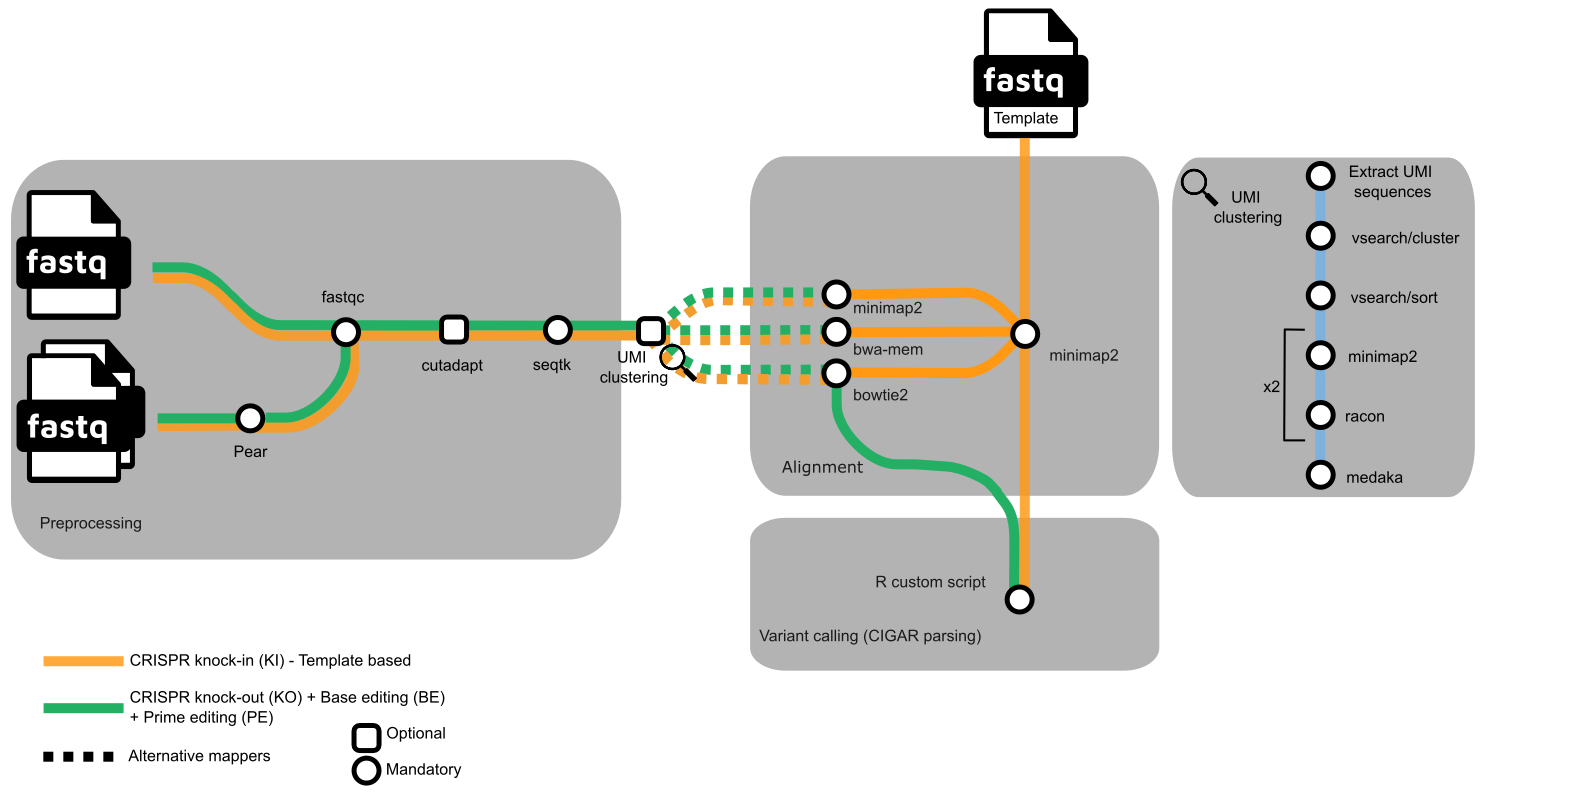 fastq
Template
fastq
fastq
fastqc
cutadapt
seqtk
UMI
clustering
Pear
Preprocessing
minimap2
bwa-mem
bowtie2
minimap2
Alignment
R custom script
Variant calling (CIGAR parsing)
UMI
clustering
Extract UMI
sequences
vsearch/cluster
vsearch/sort
minimap2
x2
racon
medaka
CRISPR knock-in (KI) - Template based
CRISPR knock-out (KO) + Base editing (BE)
+ Prime editing (PE)
Alternative mappers
Optional
Mandatory